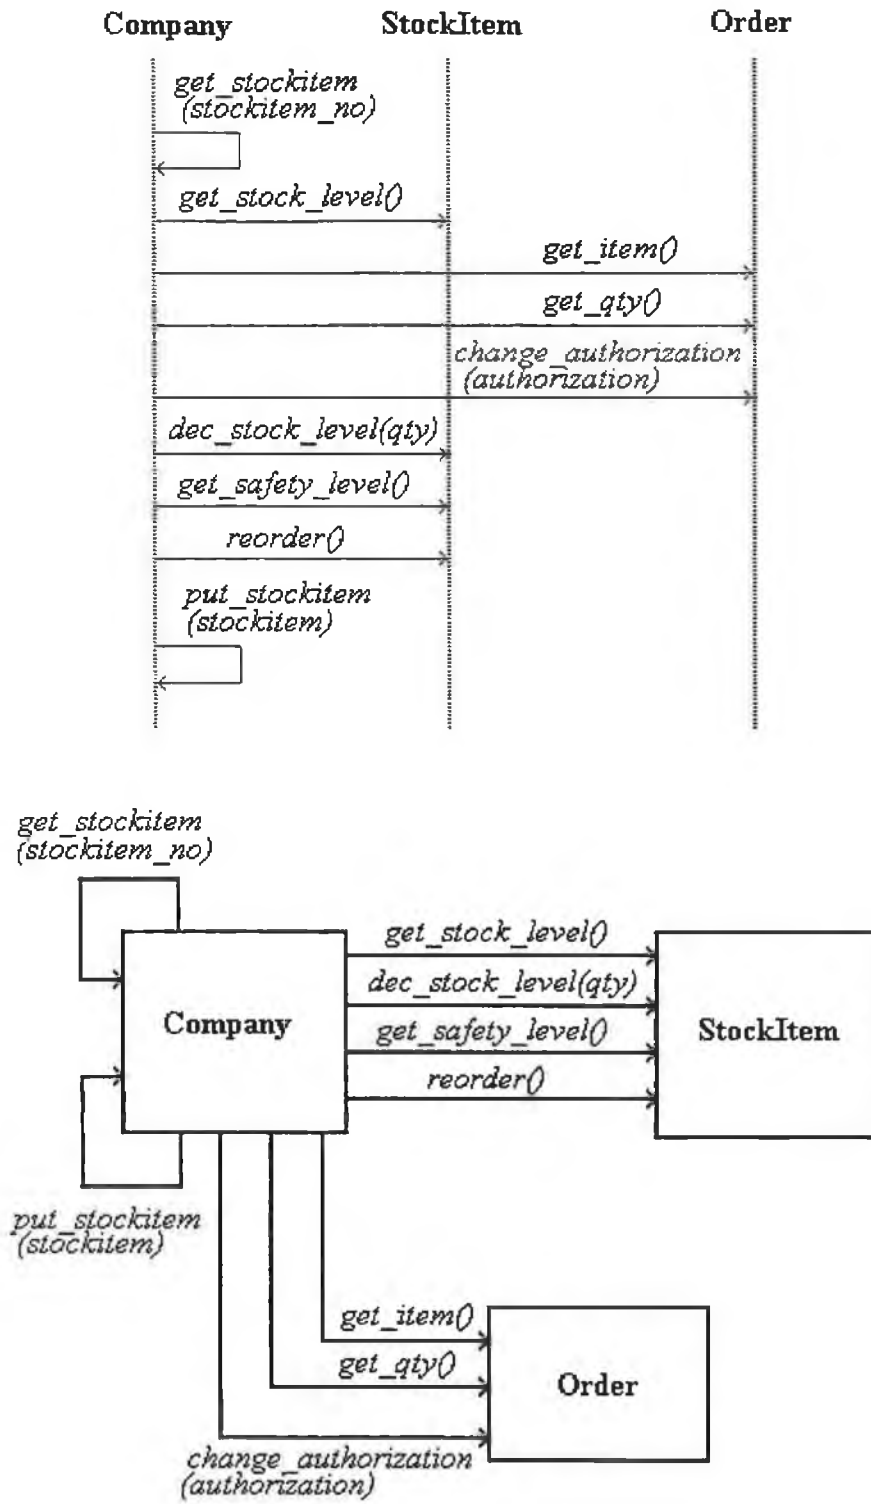 Company StockItem Order
get_stockitem
(stockitem_no)
get_stock_level()
get_item()
get_qty()
change_authorization
(authorization)
dec_stock_level(qty)
get_safety_level()
reorder()
put_stockitem
(stockitem)
get_stockitem
(stockitem_no)
get_stock_level()
dec_stock_level(qty)
Company
get_safety_level()
StockItem
reorder()
put_stockitem
(stockitem)
get_item()
get_qty()
Order
change_authorization
(authorization)